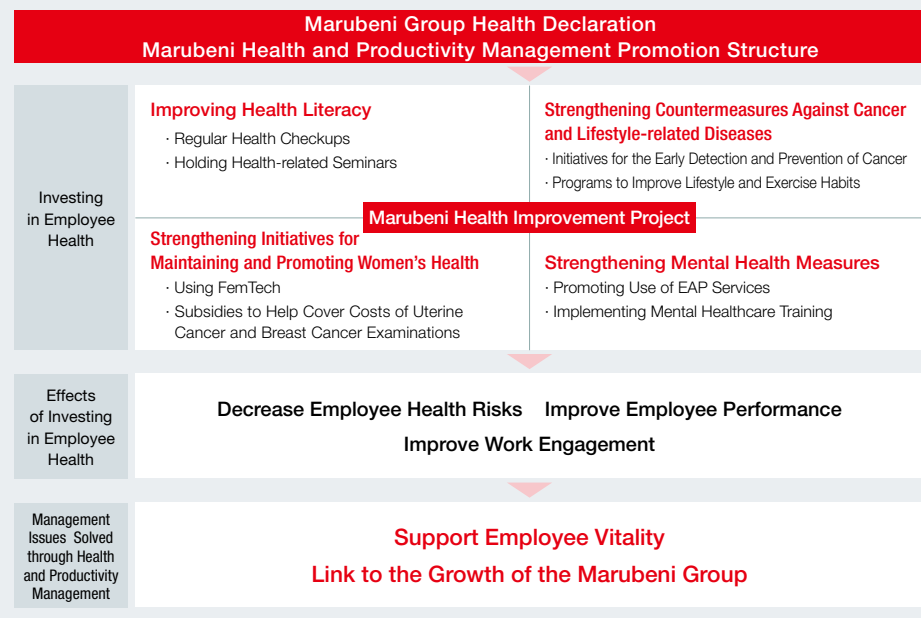 Marubeni Group Health Declaration
Marubeni Health and Productivity Management Promotion Structure
Investing
in Employee
Health
Improving Health Literacy
· Regular Health Checkups
· Holding Health-related Seminars
Strengthening Countermeasures Against Cancer
and Lifestyle-related Diseases
· Initiatives for the Early Detection and Prevention of Cancer
· Programs to Improve Lifestyle and Exercise Habits
Marubeni Health Improvement Project
Strengthening Initiatives for
Maintaining and Promoting Women's Health
· Using FemTech
· Subsidies to Help Cover Costs of Uterine
Cancer and Breast Cancer Examinations
Strengthening Mental Health Measures
· Promoting Use of EAP Services
· Implementing Mental Healthcare Training
Effects
of Investing
in Employee
Health
Decrease Employee Health Risks Improve Employee Performance
Improve Work Engagement
Management
Issues Solved
through Health
and Productivity
Management
Support Employee Vitality
Link to the Growth of the Marubeni Group